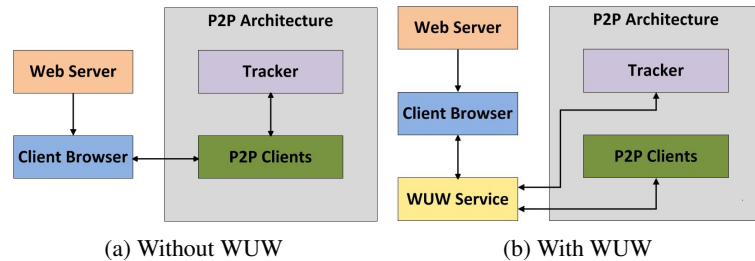 P2P Architecture
Web Server
Tracker
Client Browser
P2P Clients
(a) Without WUW
Web Server
P2P Architecture
Tracker
Client Browser
P2P Clients
WUW Service
(b) With WUW